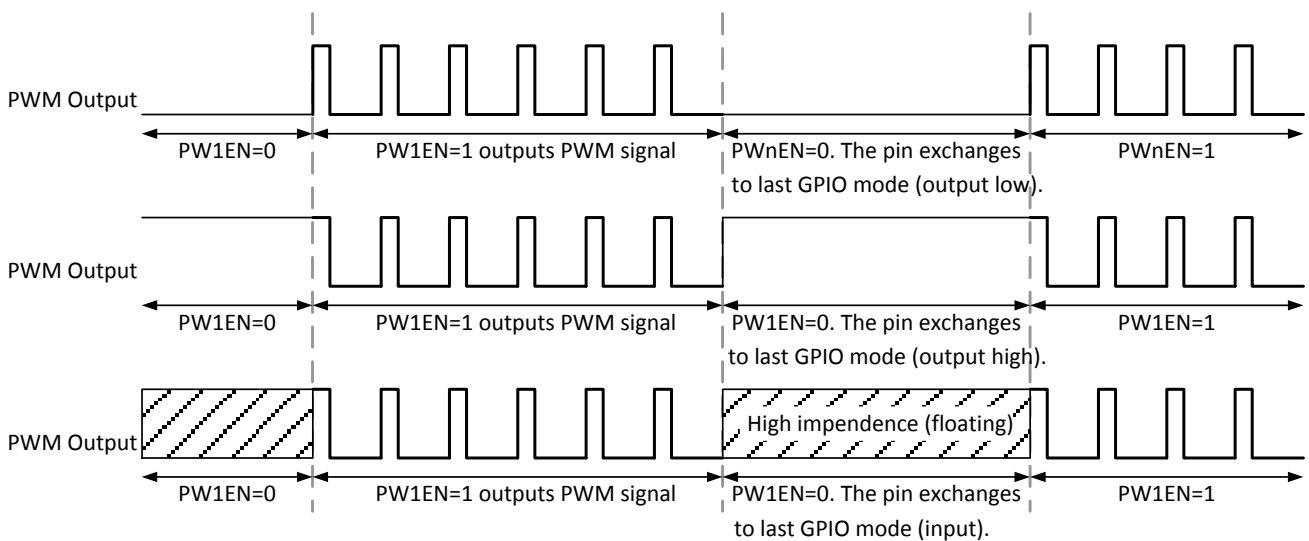 PWM Output
PW1EN=0
PW1EN=1 outputs PWM signal
PWnEN=0. The pin exchanges
to last GPIO mode (output low).
PWnEN=1
PWM Output
PW1EN=0
PW1EN=1 outputs PWM signal
PW1EN=0. The pin exchanges
to last GPIO mode (output high).
PW1EN=1
PWM Output
High impendence (floating)
PW1EN=0
PW1EN=1 outputs PWM signal
PW1EN=0. The pin exchanges
to last GPIO mode (input).
PW1EN=1